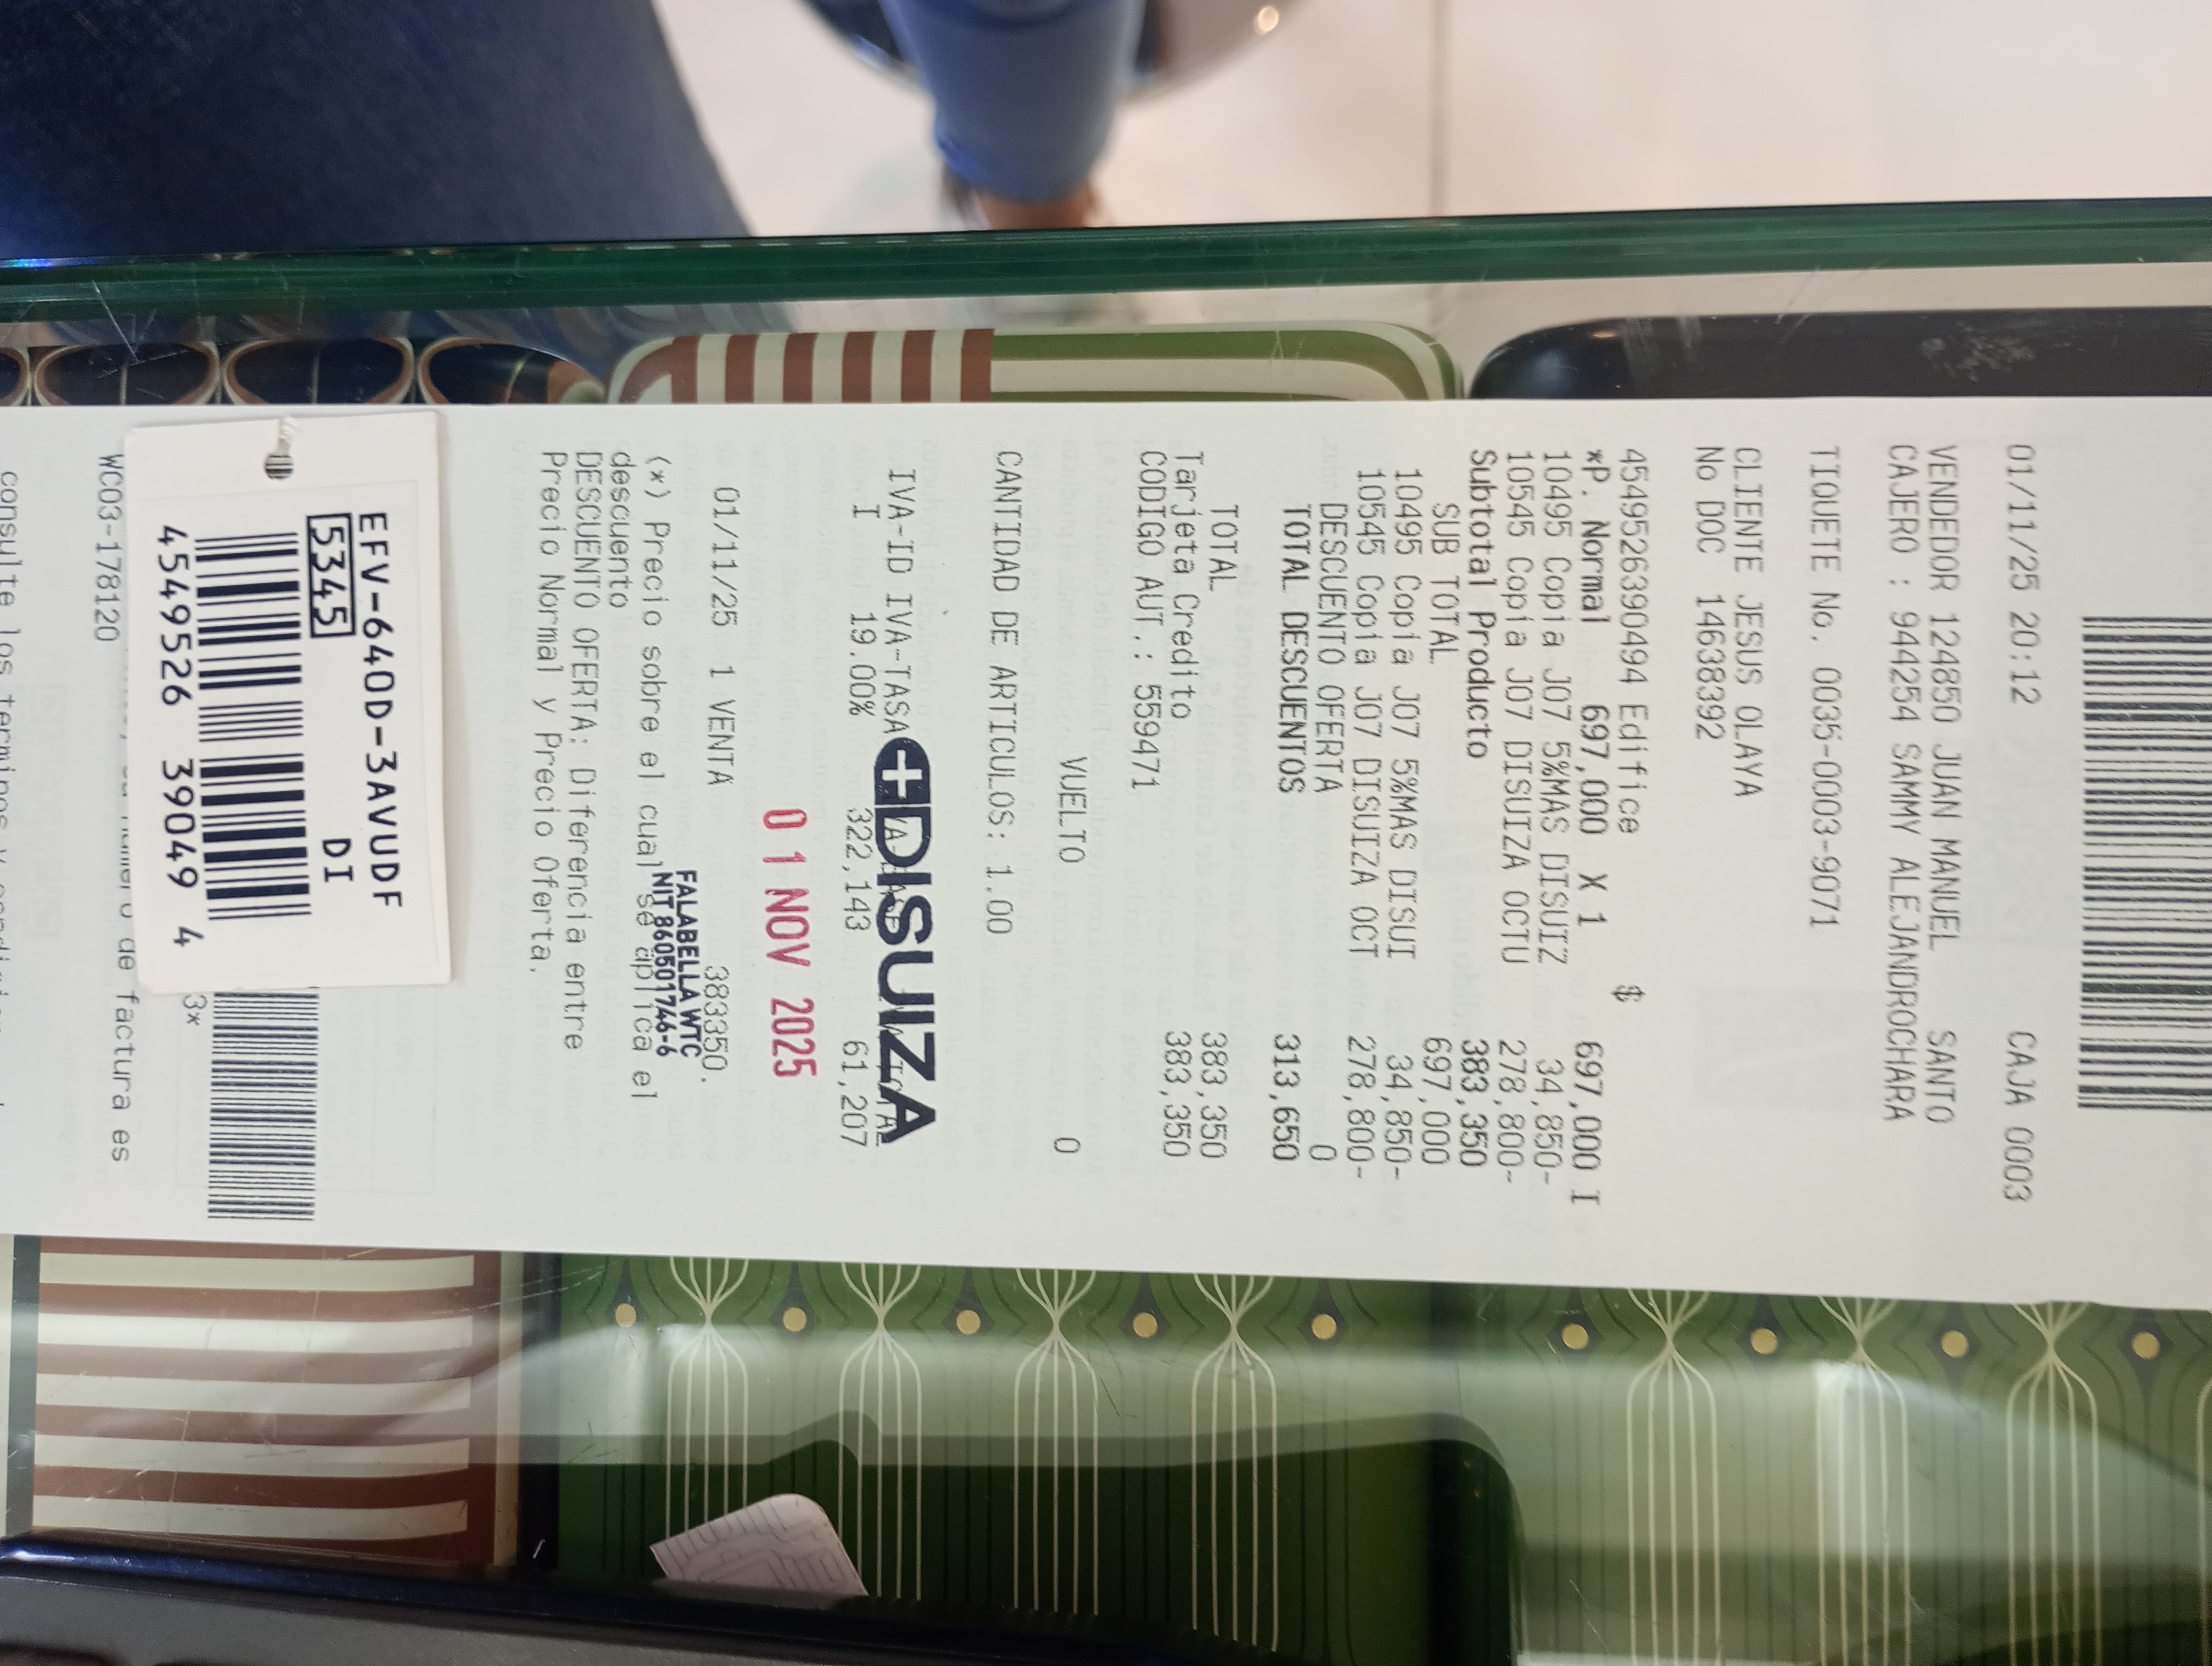 01/11/25 20:12 CAJA 0003
VENDEDOR 124850 JUAN MANUEL SANTO
CAJERO : 944254 SAMMY ALEJANDROCHARA
TIQUETE No. 0035-0003-9071
CLIENTE JESUS OLAYA
No DOC 14638392
4549526390494 Edifice $
*P. Normal 697,000 X 1 697,000 I
10495 Copia J07 5%MAS DISUIZ 34,850-
10545 Copia J07 DISUIZA OCTU 278,800-
Subtotal Producto 383,350
SUB TOTAL 697,000
10495 Copia J07 5%MAS DISUI 34,850-
10545 Copia J07 DISUIZA OCT 278,800-
DESCUENTO OFERTA 0
TOTAL DESCUENTOS 313,650
TOTAL 383,350
Tarjeta Credito 383,350
CODIGO AUT.: 559471
VUELTO 0
CANTIDAD DE ARTICULOS: 1.00
DISUIZA
IVA-ID IVA-TASA
I 19.00% 322,143 61,207
0 1 NOV 2025
01/11/25 1 VENTA 383350.
FALABELLA WTC
NIT 860501746-6
(*) Precio sobre el cual se aplica el
descuento
DESCUENTO OFERTA: Diferencia entre
Precio Normal y Precio Oferta.
EFV-640D-3AVUDF
5345 DI
4549526 39049 4
3*
de factura es
WC03-178120
consulte los terminos y